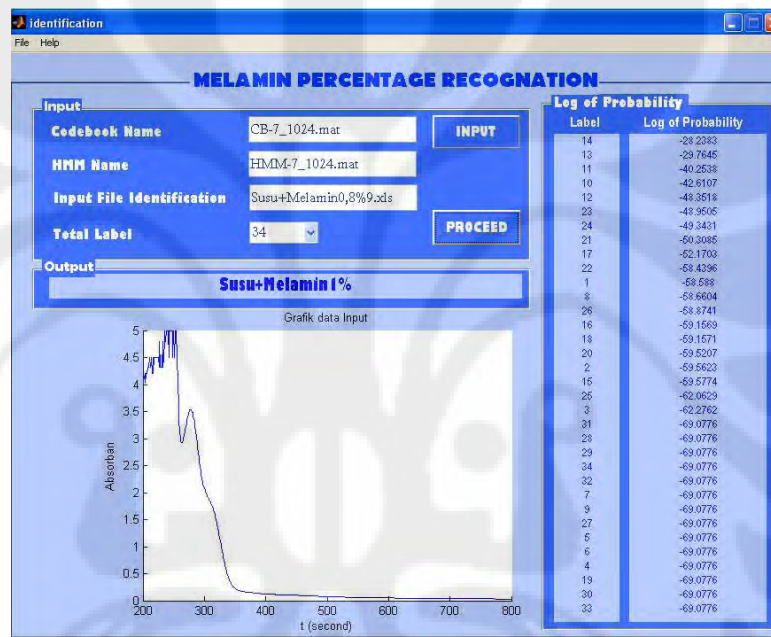 identification
File Help
MELAMIN PERCENTAGE RECOGNATION
Input
Codebook Name CB-7_1024.mat INPUT
HMM Name HMM-7_1024.mat
Input File Identification Susu+Melamin0,8%9.xls
Total Label 34 PROCEED
Output
Susu+Melamin1%
Grafik data Input
5
4.5
4
3.5
3
2.5
2
1.5
1
0.5
0
Absorban
200 300 400 500 600 700 800
t (second)
Log of Probability
Label Log of Probability
14 -28.2383
13 -29.7645
11 -40.2538
10 -42.6107
12 -48.3518
23 -48.9505
24 -49.3431
21 -50.3085
17 -52.1703
22 -58.4396
1 -58.588
8 -58.6604
26 -58.8741
16 -59.1569
18 -59.1571
20 -59.5207
2 -59.5623
15 -59.5774
25 -62.0629
3 -62.2762
31 -69.0776
28 -69.0776
29 -69.0776
34 -69.0776
32 -69.0776
7 -69.0776
9 -69.0776
27 -69.0776
5 -69.0776
6 -69.0776
4 -69.0776
19 -69.0776
30 -69.0776
33 -69.0776